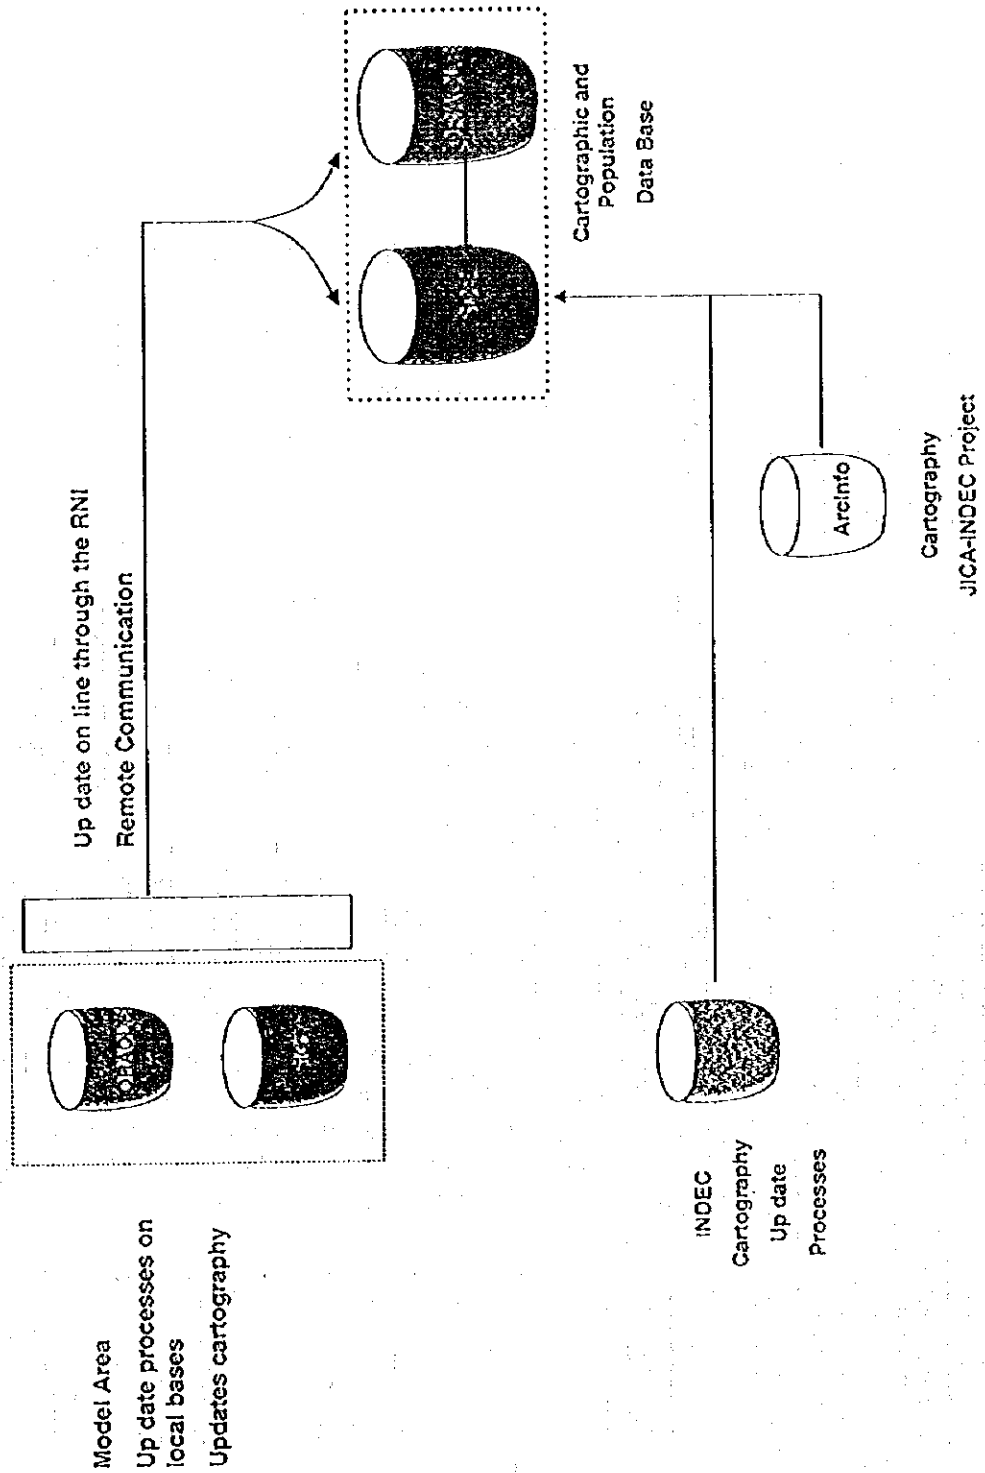 Model Area
Up date processes on
local bases
Updates cartography
Up date on line through the RNI
Remote Communication
Cartographic and
Population
Data Base
INDEC
Cartography
Up date
Processes
ArcInfo
Cartography
JICA-INDEC Project